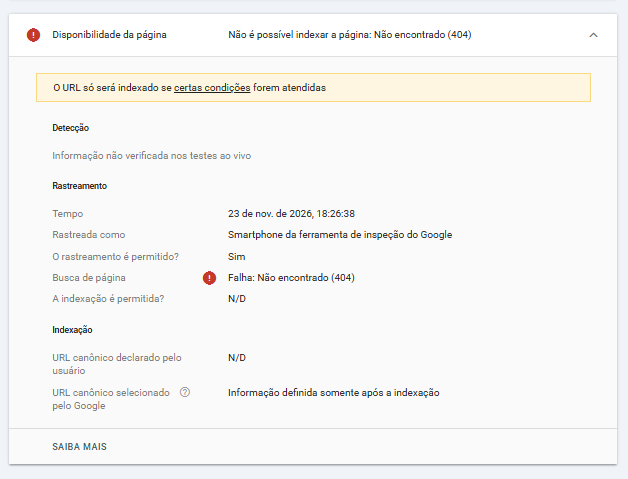 Disponibilidade da página Não é possível indexar a página: Não encontrado (404)
O URL só será indexado se certas condições forem atendidas
Detecção
Informação não verificada nos testes ao vivo
Rastreamento
Tempo 23 de nov. de 2026, 18:26:38
Rastreada como Smartphone da ferramenta de inspeção do Google
O rastreamento é permitido? Sim
Busca de página Falha: Não encontrado (404)
A indexação é permitida? N/D
Indexação
URL canônico declarado pelo N/D
usuário
URL canônico selecionado Informação definida somente após a indexação
pelo Google
SAIBA MAIS